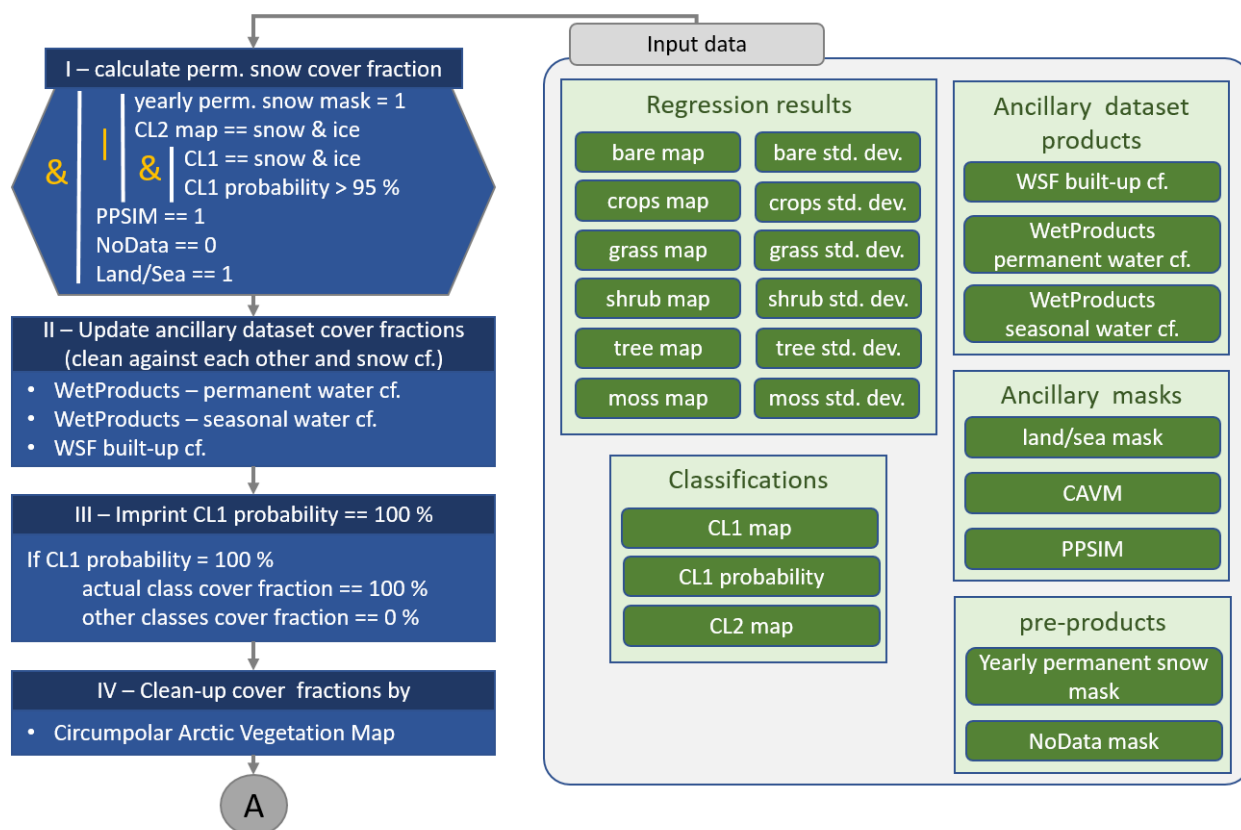 Input data
I – calculate perm. snow cover fraction
yearly perm. snow mask = 1
CL2 map == snow & ice
CL1 == snow & ice
CL1 probability > 95 %
&
|
&
PPSIM == 1
NoData == 0
Land/Sea == 1
II – Update ancillary dataset cover fractions
(clean against each other and snow cf.)
• WetProducts – permanent water cf.
• WetProducts – seasonal water cf.
• WSF built-up cf.
III – Imprint CL1 probability == 100 %
If CL1 probability = 100 %
actual class cover fraction == 100 %
other classes cover fraction == 0 %
IV – Clean-up cover fractions by
• Circumpolar Arctic Vegetation Map
A
Regression results
bare map
bare std. dev.
crops map
crops std. dev.
grass map
grass std. dev.
shrub map
shrub std. dev.
tree map
tree std. dev.
moss map
moss std. dev.
Classifications
CL1 map
CL1 probability
CL2 map
Ancillary dataset
products
WSF built-up cf.
WetProducts
permanent water cf.
WetProducts
seasonal water cf.
Ancillary masks
land/sea mask
CAVM
PPSIM
pre-products
Yearly permanent snow
mask
NoData mask